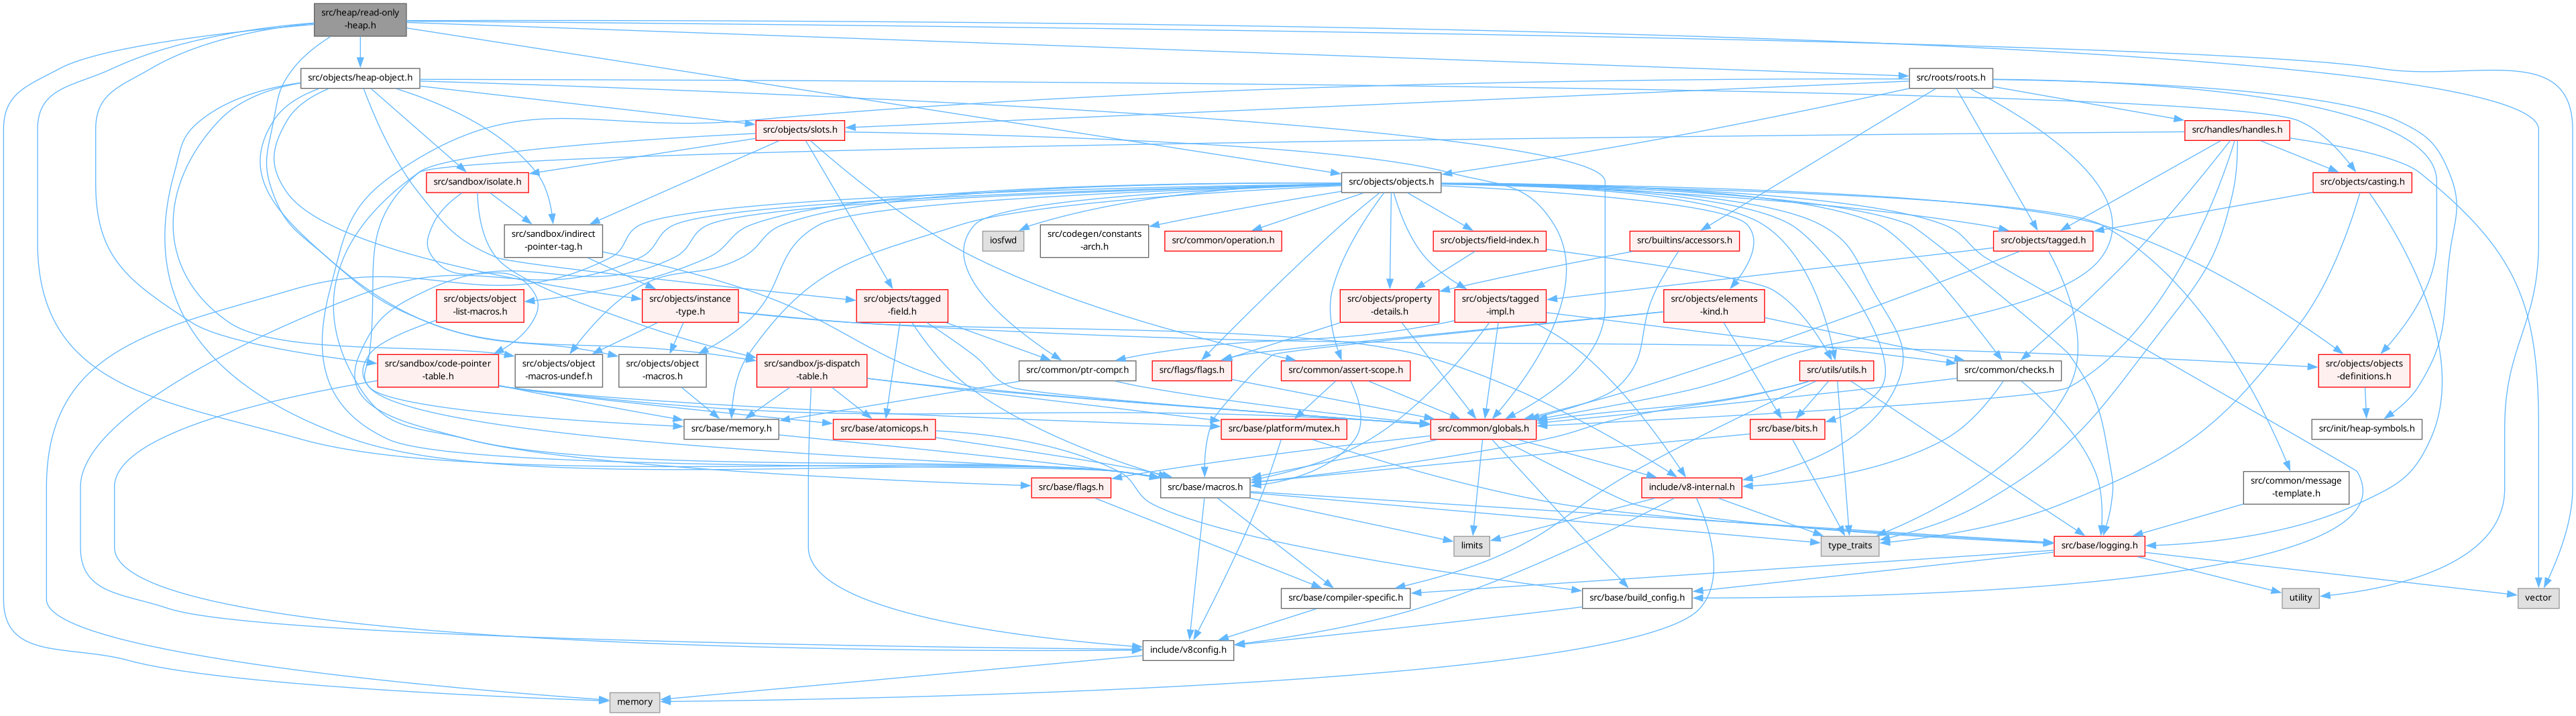 src/heap/read-only
-heap.h
src/objects/heap-object.h
src/roots/roots.h
src/objects/slots.h
src/handles/handles.h
src/sandbox/isolate.h
src/objects/objects.h
src/objects/casting.h
src/sandbox/indirect
-pointer-tag.h
iosfwd
src/codegen/constants
-arch.h
src/common/operation.h
src/objects/field-index.h
src/builtins/accessors.h
src/objects/tagged.h
src/objects/object
-list-macros.h
src/objects/instance
-type.h
src/objects/tagged
-field.h
src/objects/property
-details.h
src/objects/tagged
-impl.h
src/objects/elements
-kind.h
src/sandbox/code-pointer
-table.h
src/objects/object
-macros-undef.h
src/objects/object
-macros.h
src/sandbox/js-dispatch
-table.h
src/common/ptr-compr.h
src/flags/flags.h
src/common/assert-scope.h
src/utils/utils.h
src/common/checks.h
src/objects/objects
-definitions.h
src/base/memory.h
src/base/atomicops.h
src/base/platform/mutex.h
src/common/globals.h
src/base/bits.h
src/init/heap-symbols.h
src/base/flags.h
src/base/macros.h
include/v8-internal.h
src/common/message
-template.h
limits
type_traits
src/base/logging.h
src/base/compiler-specific.h
src/base/build_config.h
utility
vector
include/v8config.h
memory